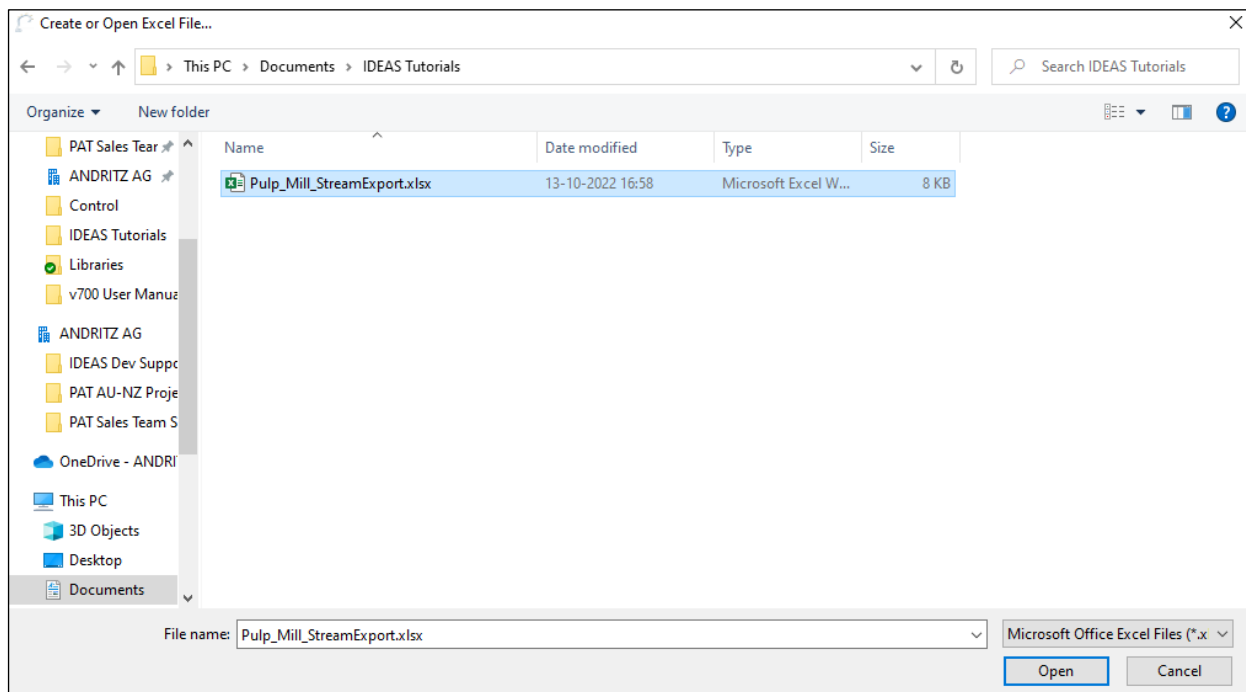 Create or Open Excel File...
This PC > Documents > IDEAS Tutorials
Search IDEAS Tutorials
Organize
New folder
Name
Date modified
Type
Size
Pulp_Mill_StreamExport.xlsx
13-10-2022 16:58
Microsoft Excel W...
8 KB
PAT Sales Tear
ANDRITZ AG
Control
IDEAS Tutorials
Libraries
v700 User Manua
ANDRITZ AG
IDEAS Dev Suppo
PAT AU-NZ Proje
PAT Sales Team S
OneDrive - ANDRI
This PC
3D Objects
Desktop
Documents
File name: Pulp_Mill_StreamExport.xlsx
Microsoft Office Excel Files (*.x
Open
Cancel